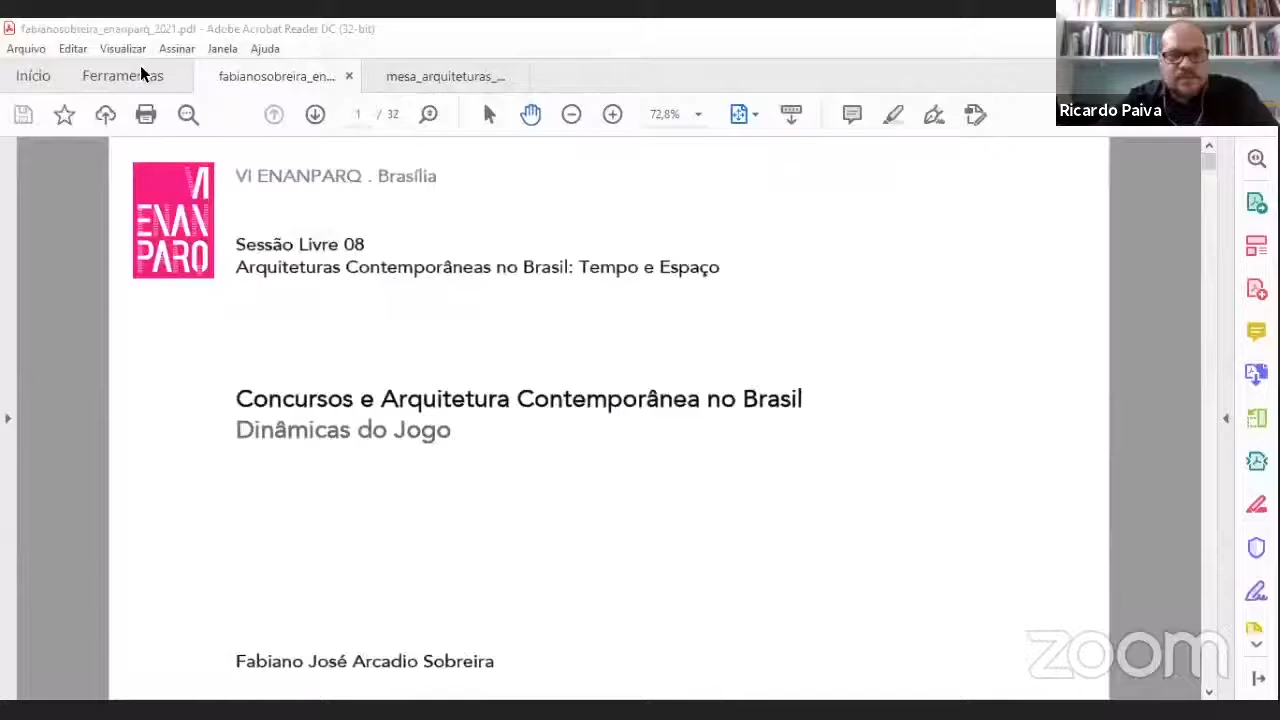 fabianosobreira_enanparq_2021.pdf - Adobe Acrobat Reader DC (32-bit)
Arquivo Editar Visualizar Assinar Janela Ajuda
Início Ferramentas fabianosobreira_en... × mesa_arquiteturas_...
1 / 32 72,8%
Ricardo Paiva
VI ENANPARQ
VI ENANPARQ . Brasília
Sessão Livre 08
Arquiteturas Contemporâneas no Brasil: Tempo e Espaço
Concursos e Arquitetura Contemporânea no Brasil
Dinâmicas do Jogo
Fabiano José Arcadio Sobreira
zoom